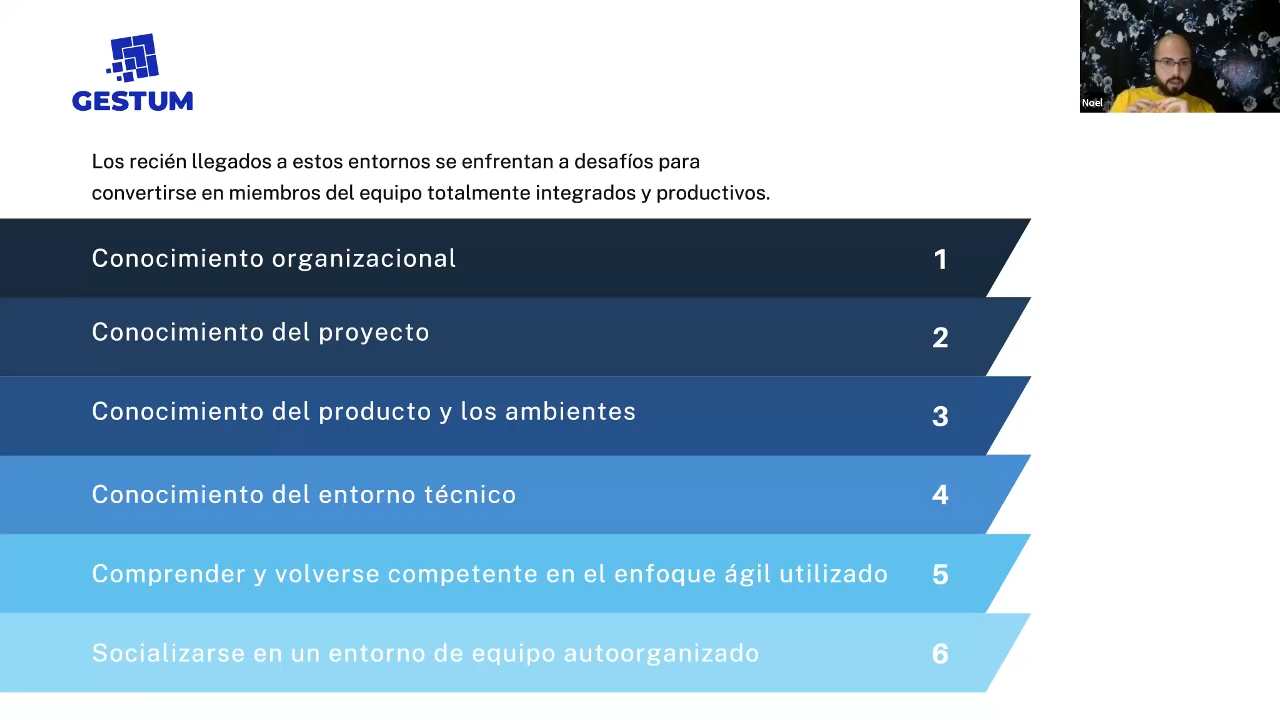 GESTUM
Noel
Los recién llegados a estos entornos se enfrentan a desafíos para
convertirse en miembros del equipo totalmente integrados y productivos.
Conocimiento organizacional 1
Conocimiento del proyecto 2
Conocimiento del producto y los ambientes 3
Conocimiento del entorno técnico 4
Comprender y volverse competente en el enfoque ágil utilizado 5
Socializarse en un entorno de equipo autoorganizado 6